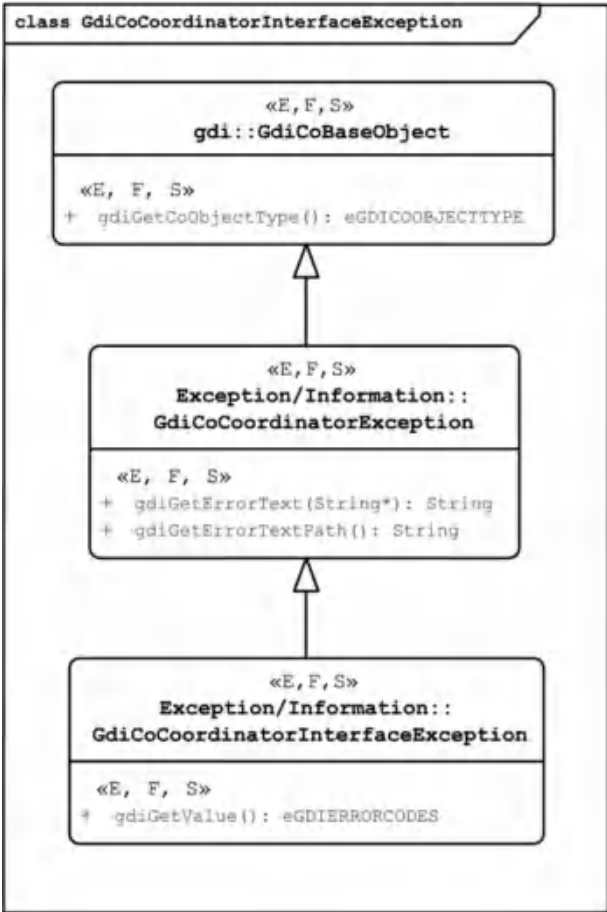 class GdiCoCoordinatorInterfaceException
«E,F,S»
gdi::GdiCoBaseObject
«E, F, S»
+ gdiGetCoObjectType(): eGDICOOBJECTTYPE
«E,F,S»
Exception/Information::
GdiCoCoordinatorException
«E, F, S»
+ gdiGetErrorText(String*): String
+ gdiGetErrorTextPath(): String
«E,F,S»
Exception/Information::
GdiCoCoordinatorInterfaceException
«E, F, S»
+ gdiGetValue(): eGDIERRORCODES